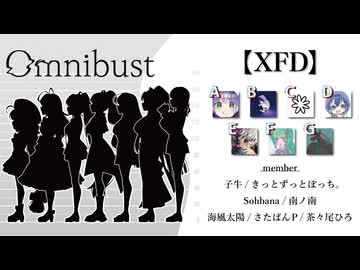 Omnibust
【XFD】
A
B
C
D
E
F
G
member
子牛 / きっとずっとぼっち。
Sohbana / 南ノ南
海風太陽 / さたぱんP / 茶々尾ひろ